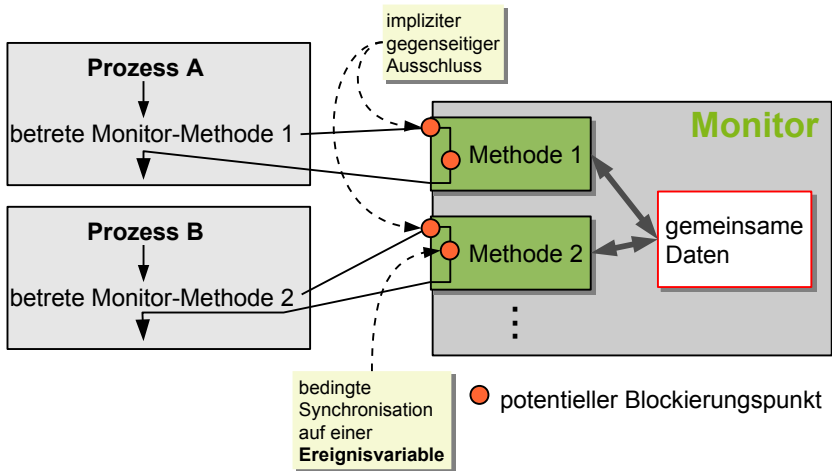 impliziter
gegenseitiger
Ausschluss
Prozess A
betrete Monitor-Methode 1
Prozess B
betrete Monitor-Methode 2
Monitor
Methode 1
Methode 2
gemeinsame
Daten
bedingte
Synchronisation
auf einer
Ereignisvariable
potentieller Blockierungspunkt